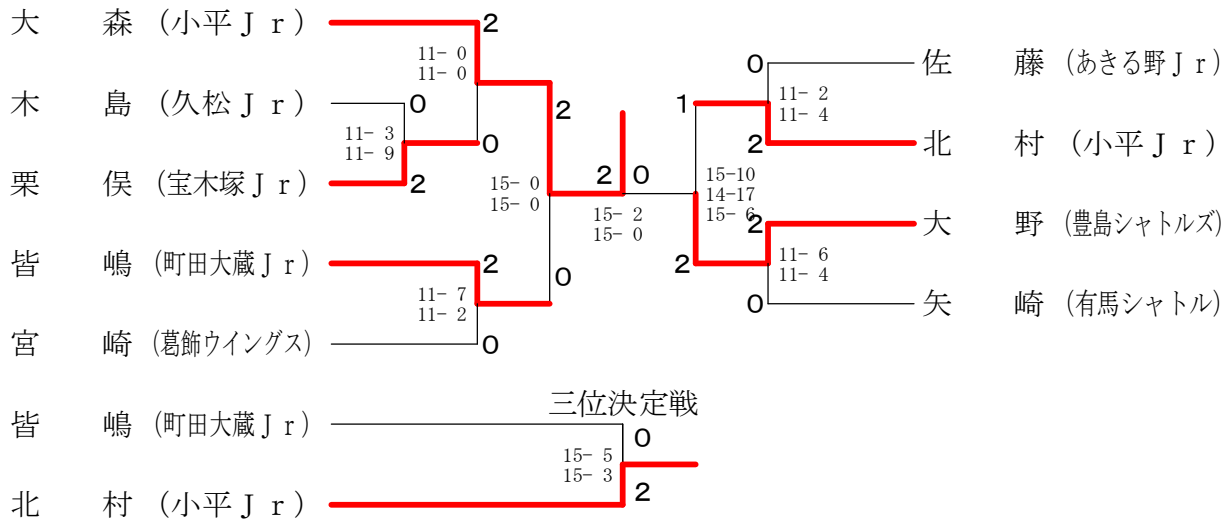 大 森 (小平Jr) 2
11- 0
11- 0
木 島 (久松Jr) 0
11- 3
11- 9
0
栗 俣 (宝木塚Jr) 2
2
15- 0
15- 0
皆 嶋 (町田大蔵Jr) 2
11- 7
11- 2
0
宮 崎 (葛飾ウイングス) 0
2 0
15- 2
15- 0
0 佐 藤 (あきる野Jr)
1
11- 2
11- 4
2 北 村 (小平Jr)
15-10
14-17
15- 6
2 大 野 (豊島シャトルズ)
2
11- 6
11- 4
0 矢 崎 (有馬シャトル)
三位決定戦
皆 嶋 (町田大蔵Jr) 0
15- 5
15- 3
北 村 (小平Jr) 2